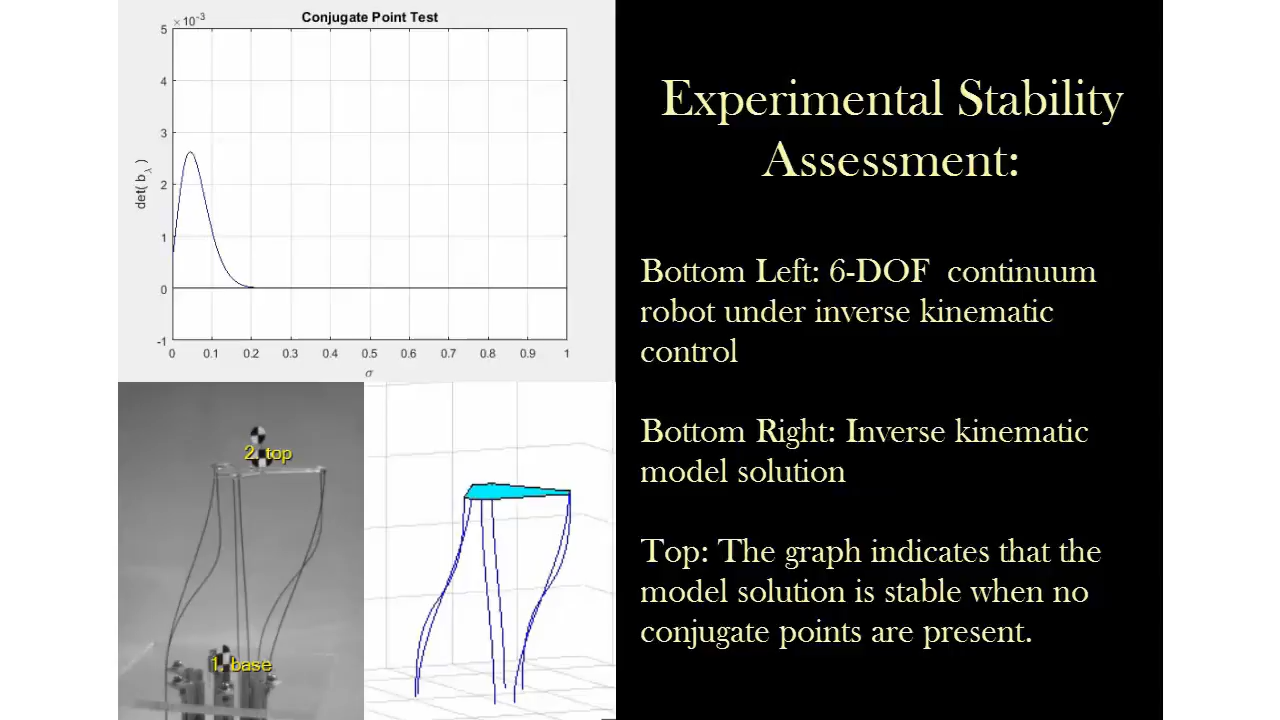 Conjugate Point Test
×10⁻³
5
4
3
2
1
0
-1
det( b_λ )
0 0.1 0.2 0.3 0.4 0.5 0.6 0.7 0.8 0.9 1
σ
2. top
1. base
Experimental Stability
Assessment:
Bottom Left: 6-DOF continuum
robot under inverse kinematic
control
Bottom Right: Inverse kinematic
model solution
Top: The graph indicates that the
model solution is stable when no
conjugate points are present.